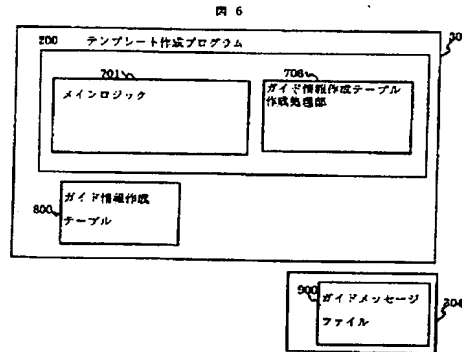 図 6
200 テンプレート作成プログラム
30
701
メインロジック
708
ガイド情報作成テーブル
作成処理部
800
ガイド情報作成
テーブル
900
ガイドメッセージ
ファイル
304